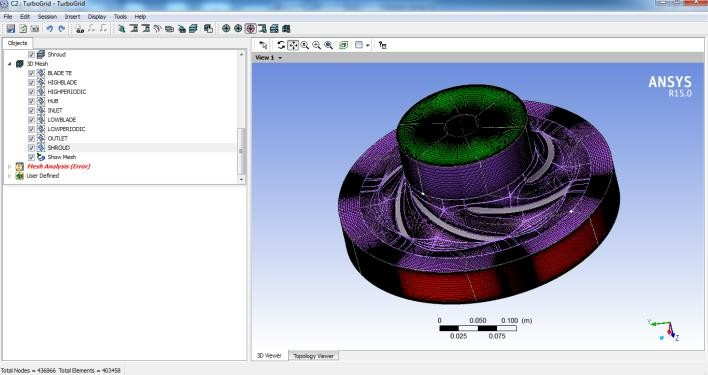 C2 : TurboGrid - TurboGrid
File Edit Session Insert Display Tools Help
Objects
Shroud
3D Mesh
BLADE TE
HIGHBLADE
HIGHPERIODIC
HUB
INLET
LOWBLADE
LOWPERIODIC
OUTLET
SHROUD
Show Mesh
Mesh Analysis (Error)
User Defined
View 1
ANSYS
R15.0
0 0.050 0.100 (m)
0.025 0.075
Y
Z
3D Viewer Topology Viewer
Total Nodes = 436866 Total Elements = 403458